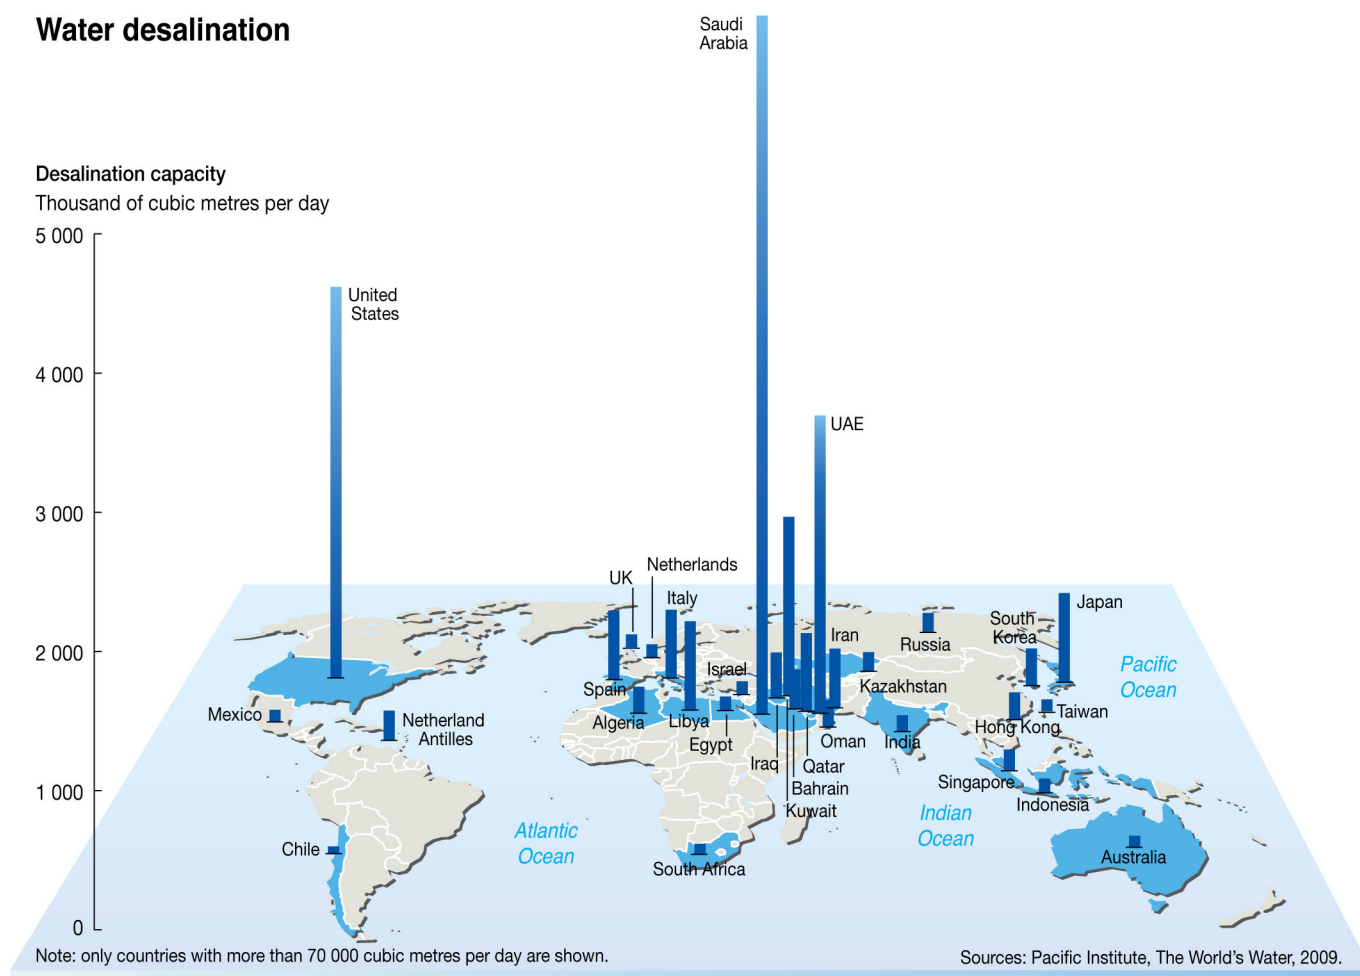 Water desalination
Saudi
Arabia
Desalination capacity
Thousand of cubic metres per day
5 000
4 000
3 000
2 000
1 000
0
United
States
UAE
UK
Netherlands
Italy
Spain
Algeria
Libya
Israel
Egypt
Iran
Iraq
Qatar
Bahrain
Kuwait
Oman
Kazakhstan
Russia
South
Korea
Japan
Pacific
Ocean
Taiwan
Hong Kong
India
Singapore
Indonesia
Mexico
Netherland
Antilles
Chile
Atlantic
Ocean
Indian
Ocean
South Africa
Australia
Note: only countries with more than 70 000 cubic metres per day are shown.
Sources: Pacific Institute, The World's Water, 2009.